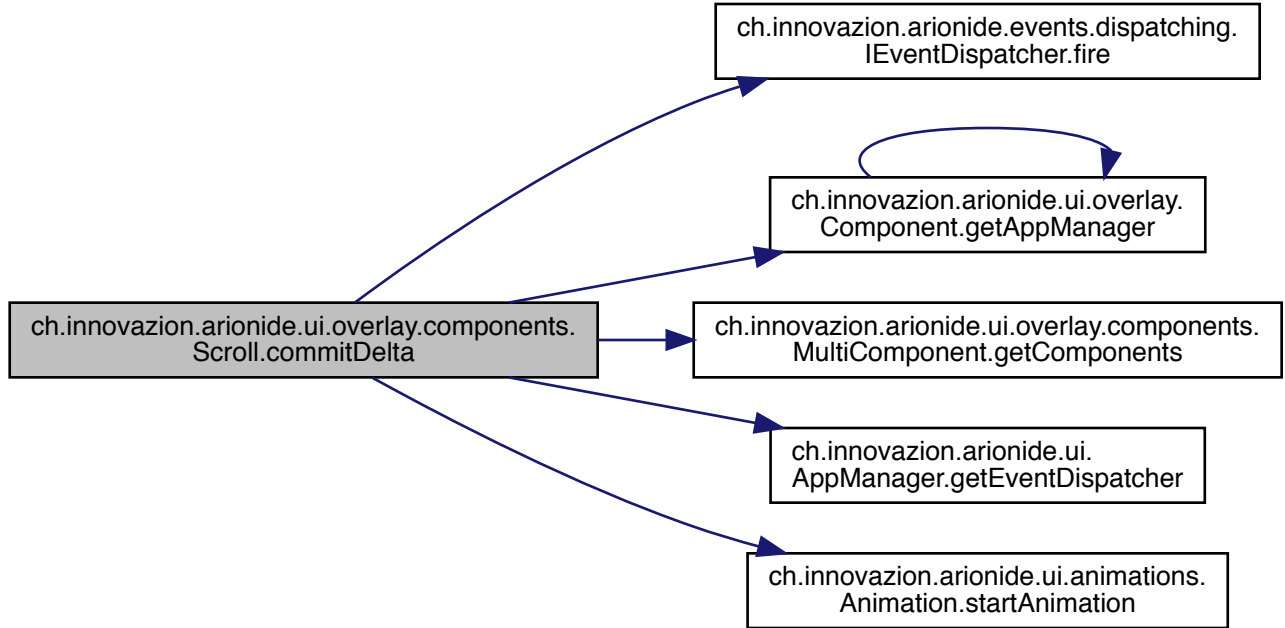 ch.innovazion.arionide.events.dispatching.
IEventDispatcher.fire
ch.innovazion.arionide.ui.overlay.
Component.getAppManager
ch.innovazion.arionide.ui.overlay.components.
Scroll.commitDelta
ch.innovazion.arionide.ui.overlay.components.
MultiComponent.getComponents
ch.innovazion.arionide.ui.
AppManager.getEventDispatcher
ch.innovazion.arionide.ui.animations.
Animation.startAnimation